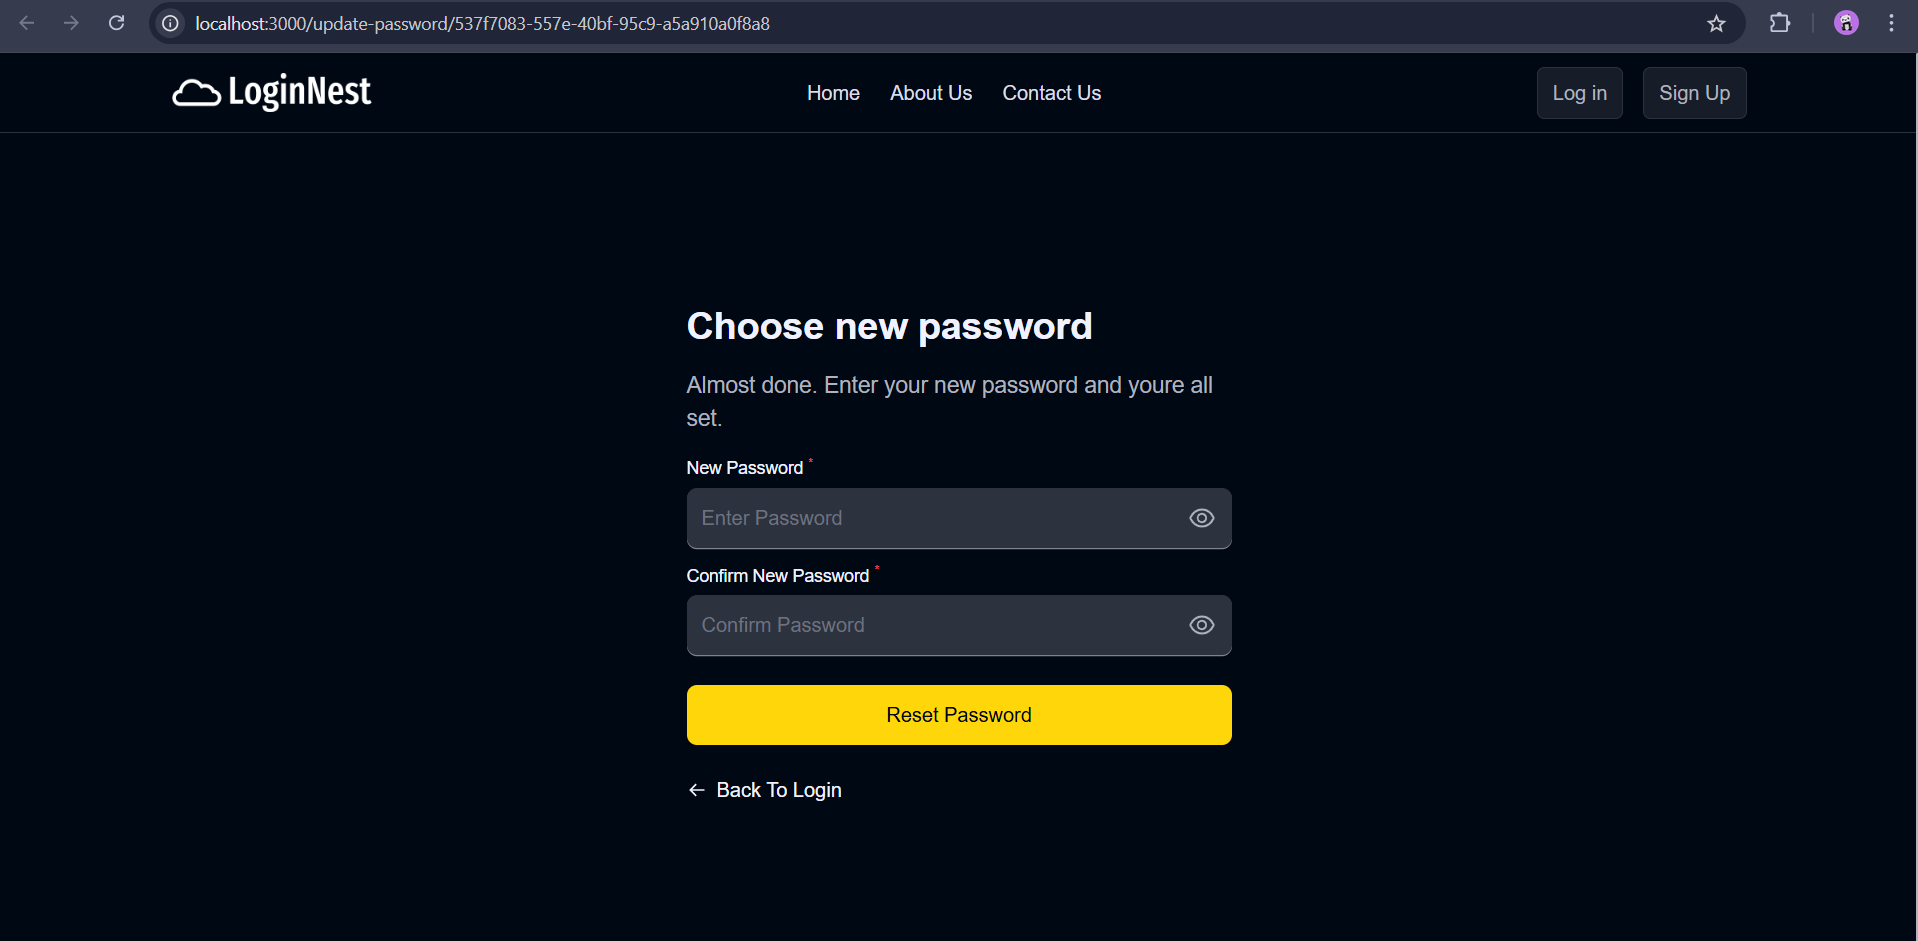 localhost:3000/update-password/537f7083-557e-40bf-95c9-a5a910a0f8a8
LoginNest
Home About Us Contact Us
Log in Sign Up
Choose new password
Almost done. Enter your new password and youre all
set.
New Password *
Enter Password
Confirm New Password *
Confirm Password
Reset Password
← Back To Login